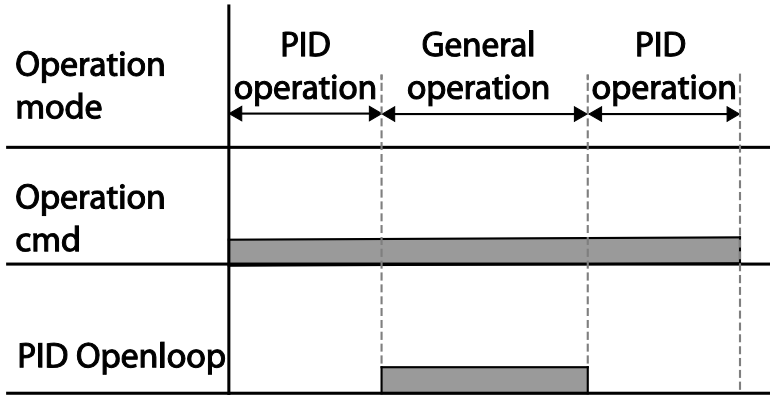 Operation
mode
PID
operation
General
operation
PID
operation
Operation
cmd
PID Openloop